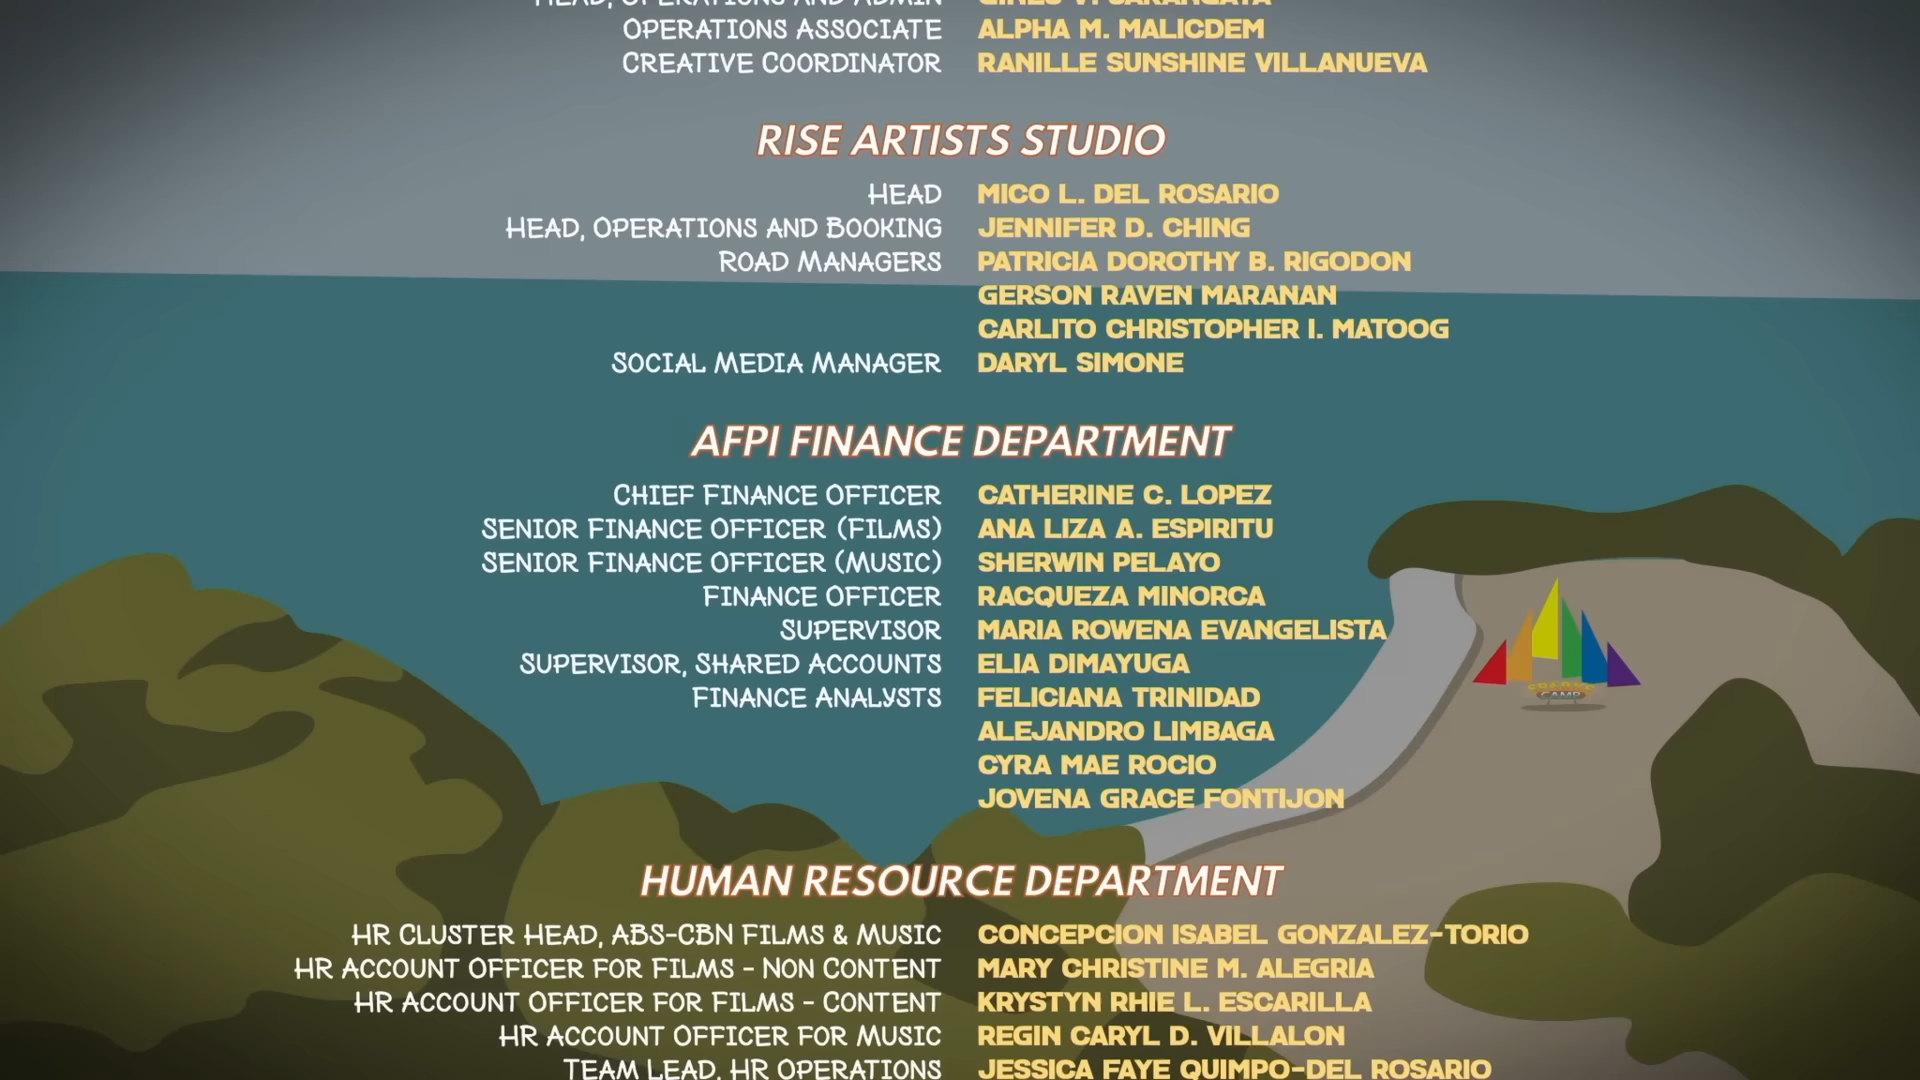 HEAD, OPERATIONS AND ADMIN GINES V. SARANGAYA
OPERATIONS ASSOCIATE ALPHA M. MALICDEM
CREATIVE COORDINATOR RANILLE SUNSHINE VILLANUEVA
RISE ARTISTS STUDIO
HEAD MICO L. DEL ROSARIO
HEAD, OPERATIONS AND BOOKING JENNIFER D. CHING
ROAD MANAGERS PATRICIA DOROTHY B. RIGODON
GERSON RAVEN MARANAN
CARLITO CHRISTOPHER I. MATOOG
SOCIAL MEDIA MANAGER DARYL SIMONE
AFPI FINANCE DEPARTMENT
CHIEF FINANCE OFFICER CATHERINE C. LOPEZ
SENIOR FINANCE OFFICER (FILMS) ANA LIZA A. ESPIRITU
SENIOR FINANCE OFFICER (MUSIC) SHERWIN PELAYO
FINANCE OFFICER RACQUEZA MINORCA
SUPERVISOR MARIA ROWENA EVANGELISTA
SUPERVISOR, SHARED ACCOUNTS ELIA DIMAYUGA
FINANCE ANALYSTS FELICIANA TRINIDAD
ALEJANDRO LIMBAGA
CYRA MAE ROCIO
JOVENA GRACE FONTIJON
CAMP
HUMAN RESOURCE DEPARTMENT
HR CLUSTER HEAD, ABS-CBN FILMS & MUSIC CONCEPCION ISABEL GONZALEZ-TORIO
HR ACCOUNT OFFICER FOR FILMS - NON CONTENT MARY CHRISTINE M. ALEGRIA
HR ACCOUNT OFFICER FOR FILMS - CONTENT KRYSTYN RHIE L. ESCARILLA
HR ACCOUNT OFFICER FOR MUSIC REGIN CARYL D. VILLALON
TEAM LEAD, HR OPERATIONS JESSICA FAYE QUIMPO-DEL ROSARIO